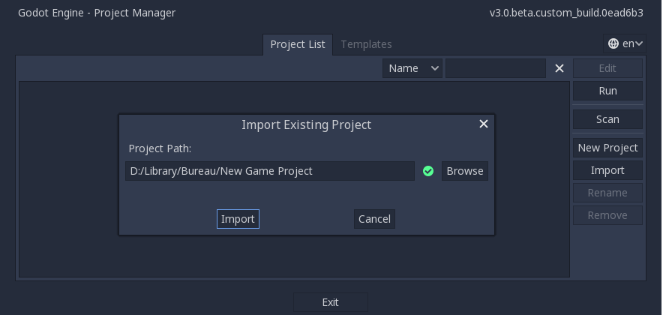 Godot Engine - Project Manager
v3.0.beta.custom_build.0ead6b3
Project List
Templates
en
Name
Edit
Run
Scan
New Project
Import
Rename
Remove
Import Existing Project
Project Path:
D:/Library/Bureau/New Game Project
Browse
Import
Cancel
Exit